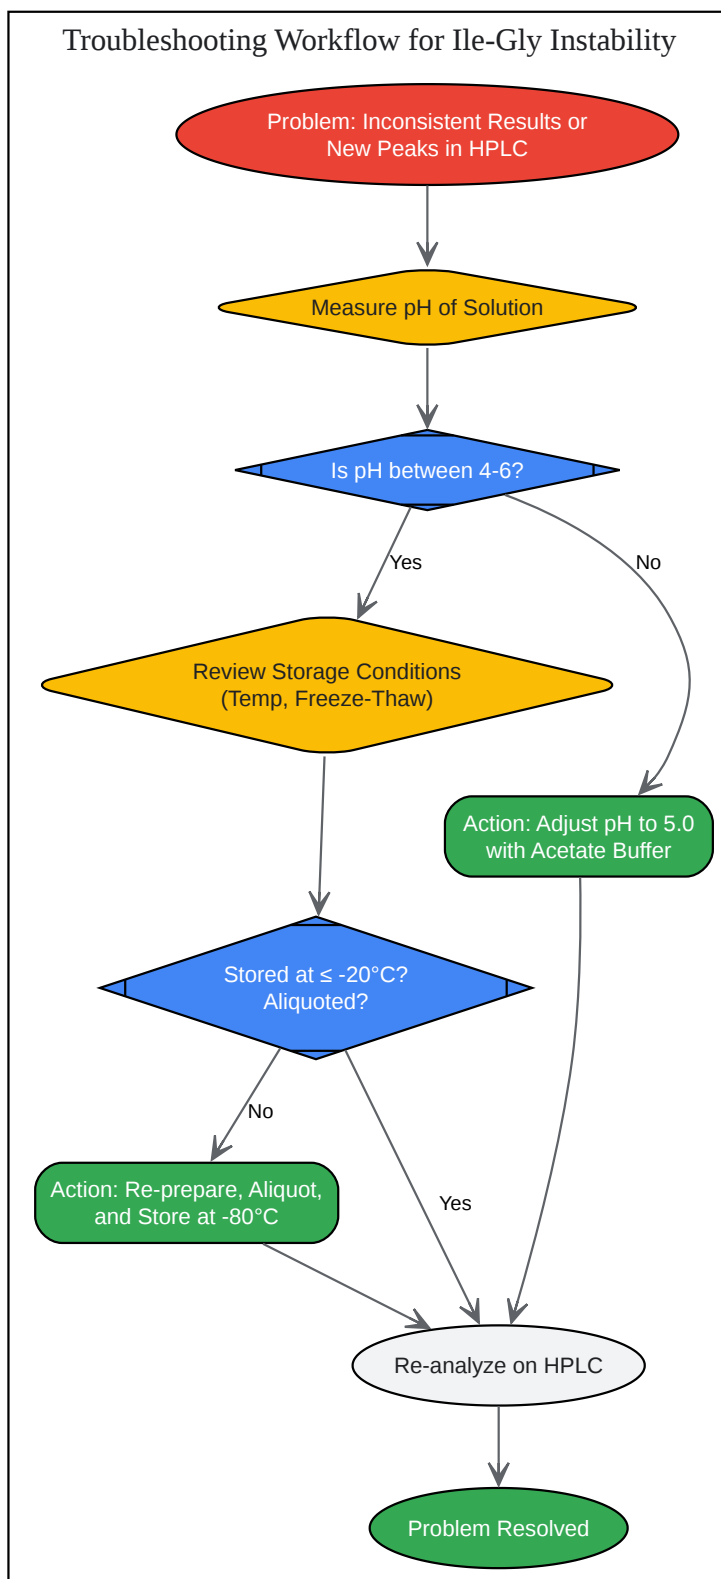 Troubleshooting Workflow for Ile-Gly Instability
Problem: Inconsistent Results or
New Peaks in HPLC
Measure pH of Solution
Is pH between 4-6?
Yes
No
Review Storage Conditions
(Temp, Freeze-Thaw)
Action: Adjust pH to 5.0
with Acetate Buffer
Stored at ≤ -20°C?
Aliquoted?
No
Yes
Action: Re-prepare, Aliquot,
and Store at -80°C
Re-analyze on HPLC
Problem Resolved